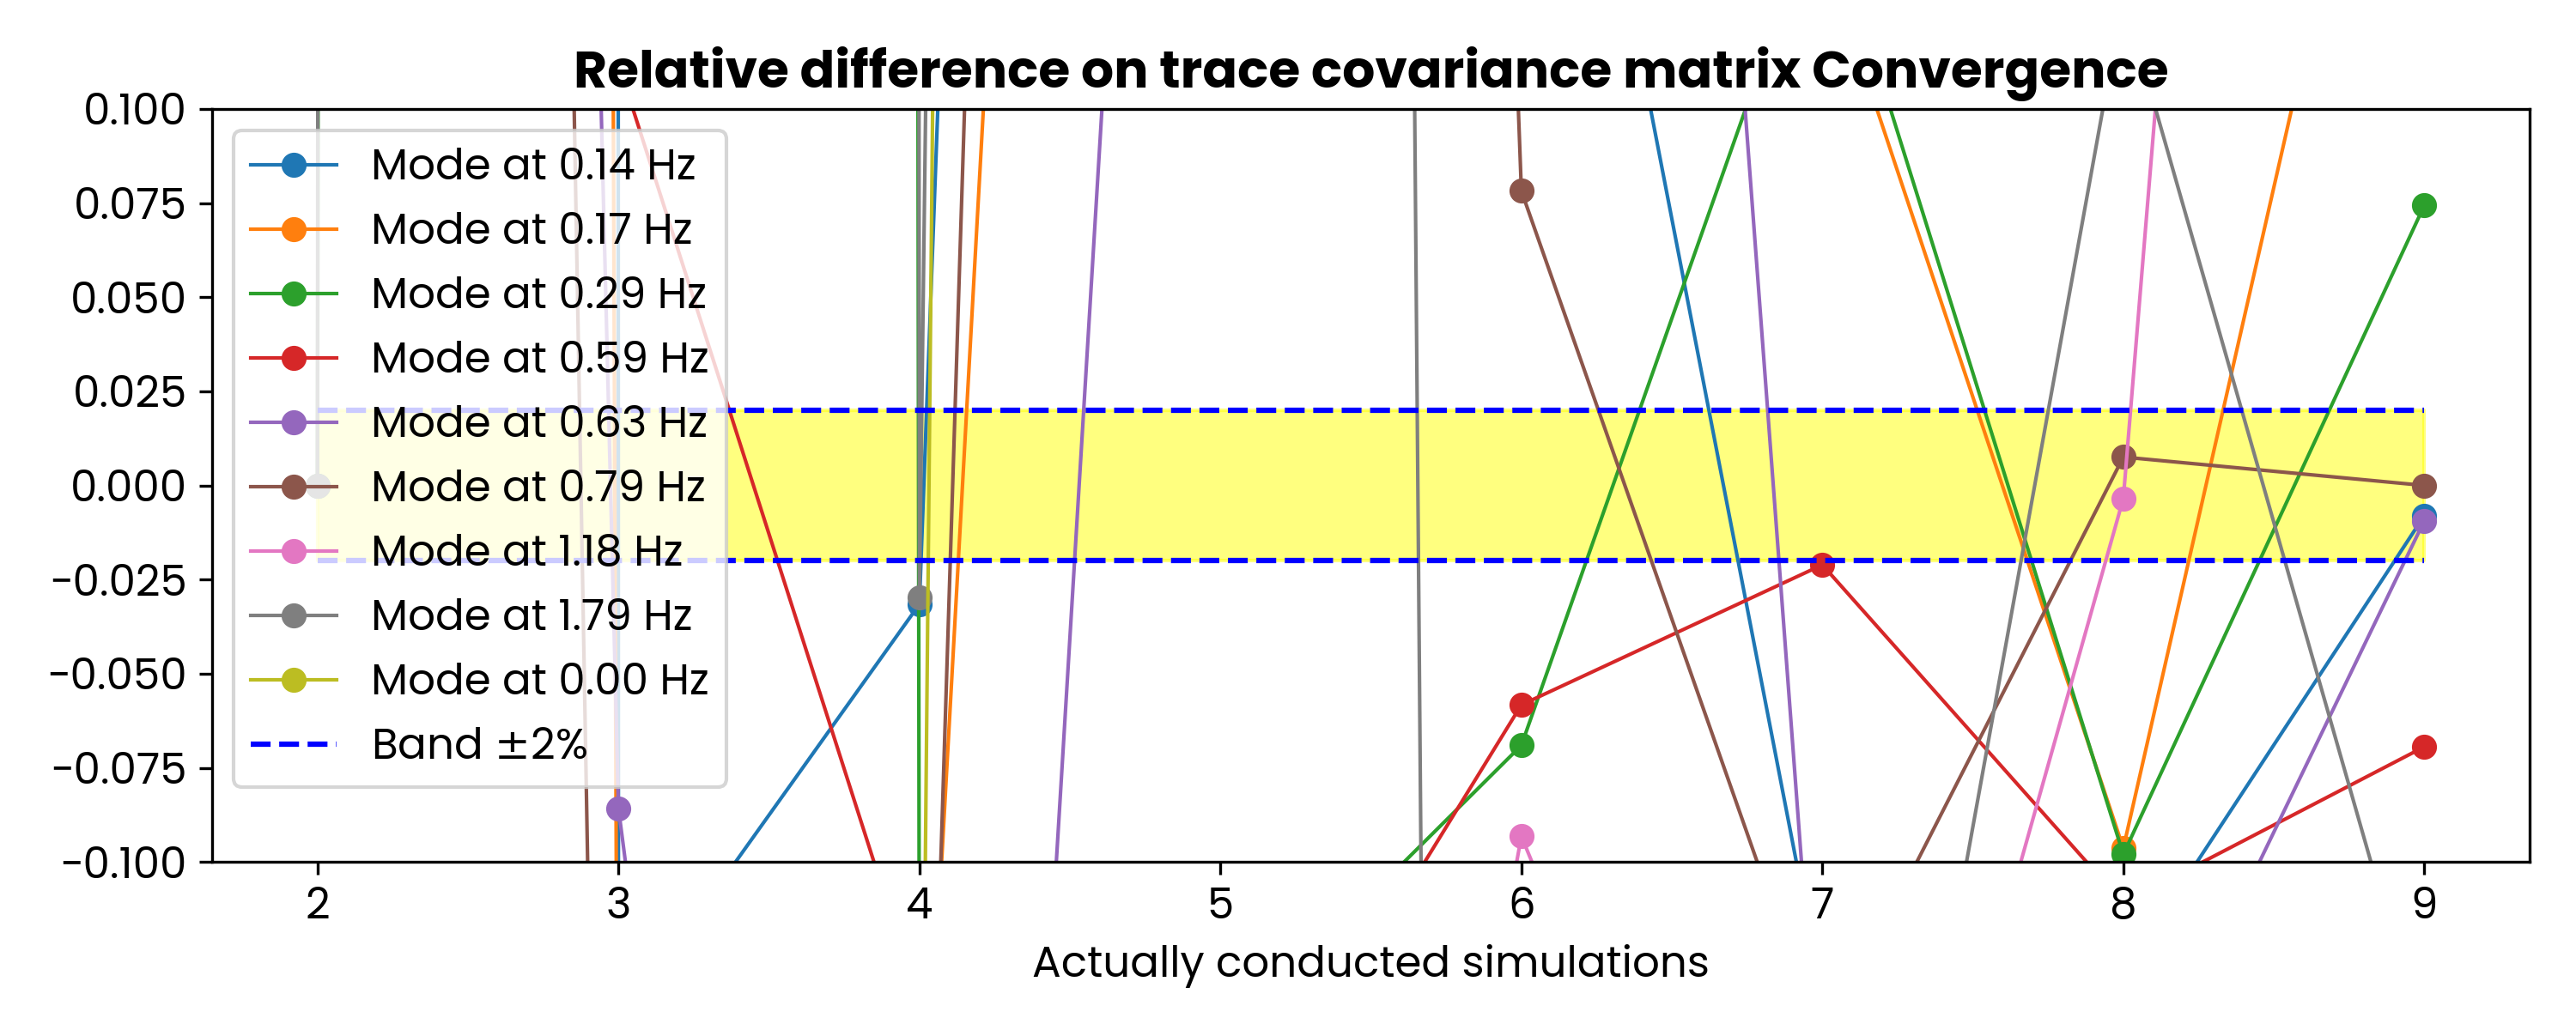 Relative difference on trace covariance matrix Convergence
0.100
0.075
0.050
0.025
0.000
−0.025
−0.050
−0.075
−0.100
Mode at 0.14 Hz
Mode at 0.17 Hz
Mode at 0.29 Hz
Mode at 0.59 Hz
Mode at 0.63 Hz
Mode at 0.79 Hz
Mode at 1.18 Hz
Mode at 1.79 Hz
Mode at 0.00 Hz
Band ±2%
2 3 4 5 6 7 8 9
Actually conducted simulations